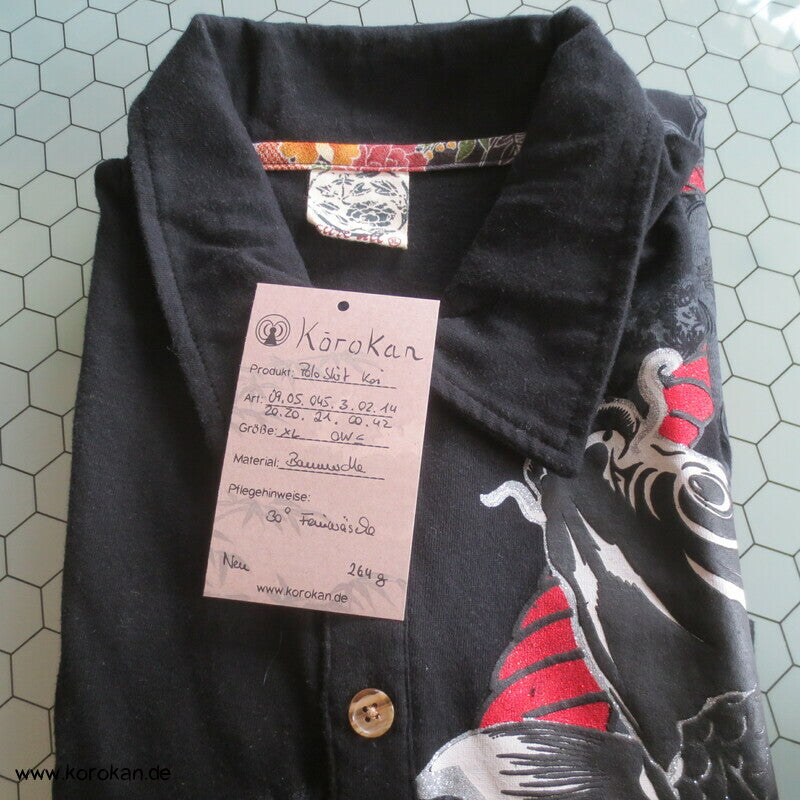 Kōrokan
Produkt: Polo Shirt Koi
Art.: 09.05.045.3.02.14
20.20.21.00.42
Größe: XL
Material: Baumwolle
Pflegehinweise:
30° Feinwäsche
Neu 264 g
www.korokan.de
www.korokan.de